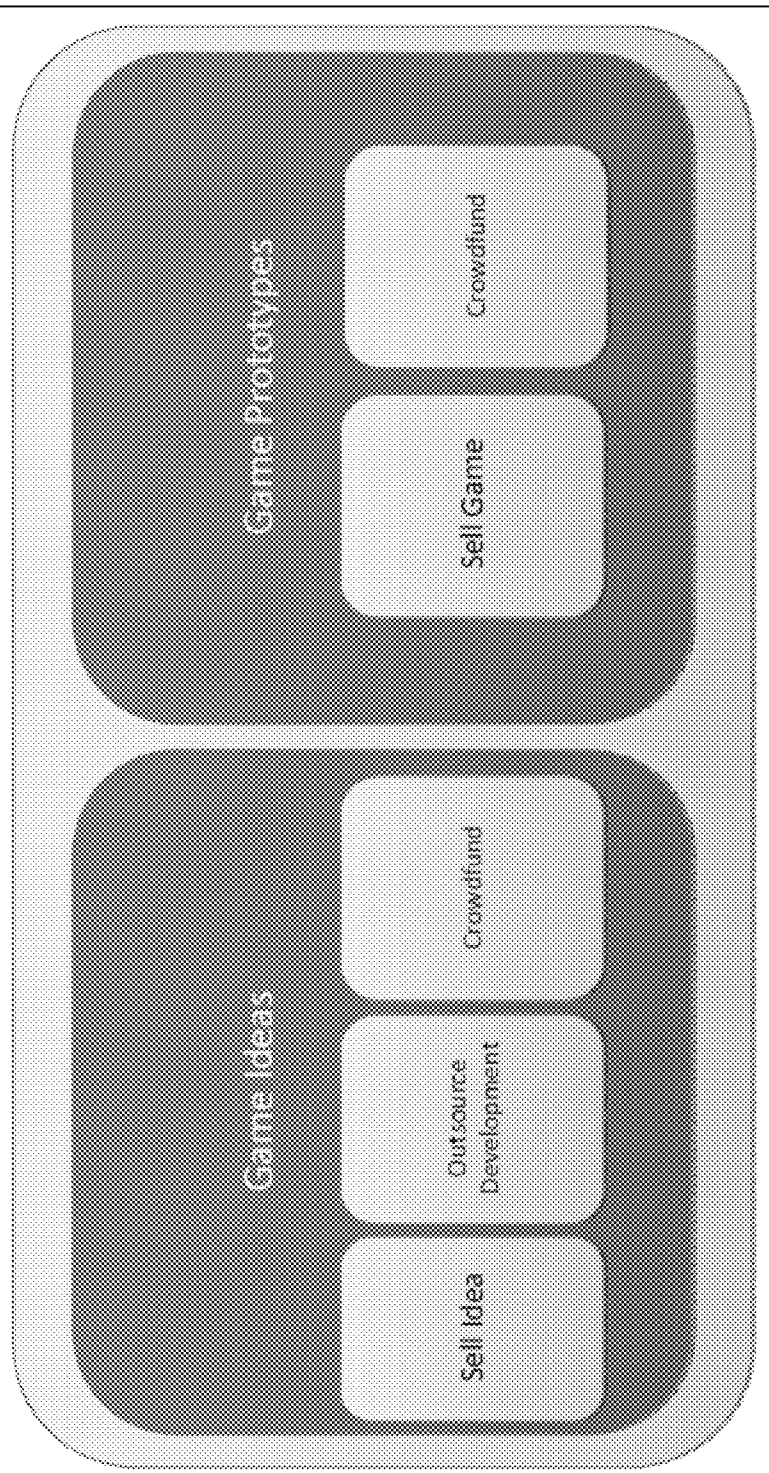 Game Ideas
Sell Idea
Outsource
Development
Crowdfund
Game Prototypes
Sell Game
Crowdfund